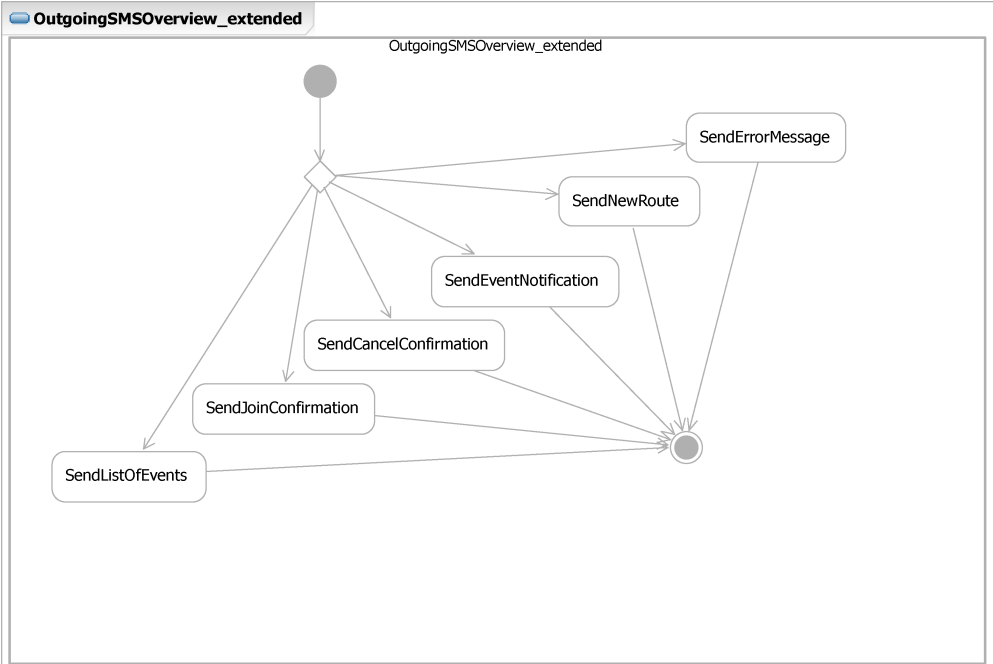 OutgoingSMSOverview_extended
OutgoingSMSOverview_extended
SendErrorMessage
SendNewRoute
SendEventNotification
SendCancelConfirmation
SendJoinConfirmation
SendListOfEvents